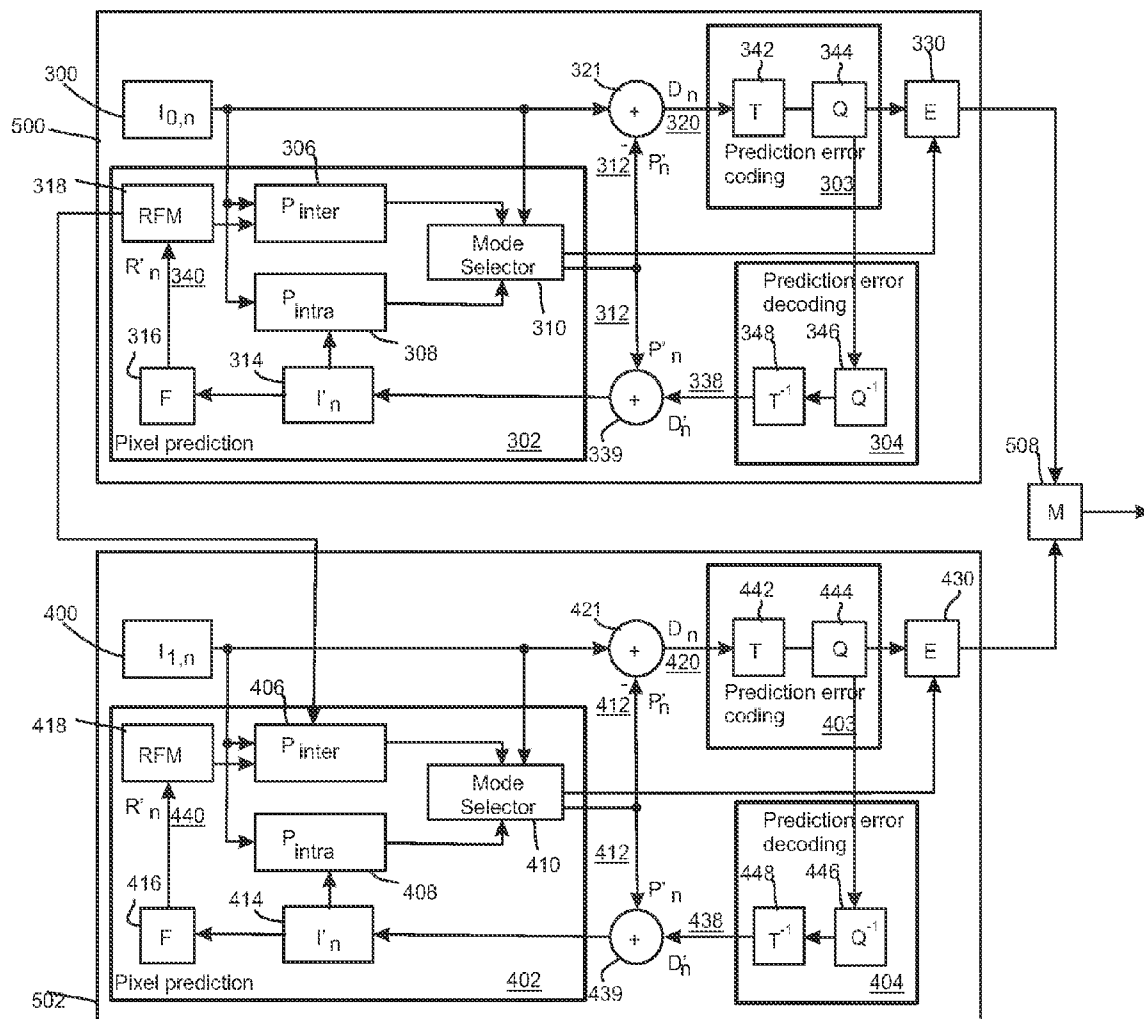 300
I0,n
500
321
Dn
320
342
344
330
+
T
Q
E
Prediction error
coding
303
-
312
P'n
318
306
RFM
Pinter
Mode
Selector
310
R'n
340
Pintra
308
312
Prediction error
decoding
316
314
F
I'n
P'n
338
348
346
+
D'n
T-1
Q-1
Pixel prediction
302
339
304
508
M
400
I1,n
421
Dn
420
442
444
430
+
T
Q
E
Prediction error
coding
403
-
412
P'n
418
406
RFM
Pinter
Mode
Selector
410
R'n
440
Pintra
408
412
Prediction error
decoding
416
414
F
I'n
P'n
438
448
446
+
D'n
T-1
Q-1
Pixel prediction
402
439
404
502